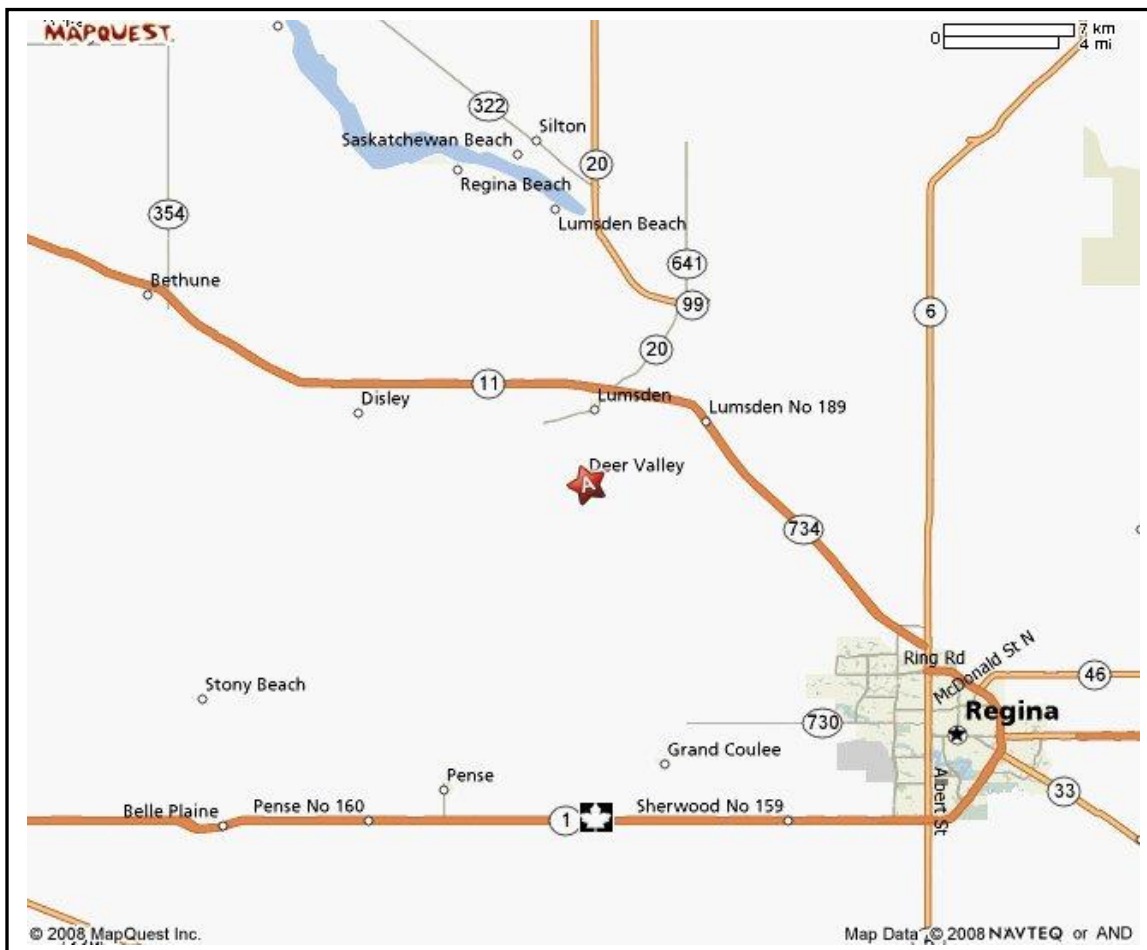 MAPQUEST.
0
7 km
4 mi
322
Silton
Saskatchewan Beach
20
Regina Beach
354
Lumsden Beach
641
Bethune
99
6
20
11
Disley
Lumsden
Lumsden No 189
Deer Valley
A
734
Ring Rd
McDonald St N
46
Stony Beach
Regina
730
Grand Coulee
Pense
Albert St
33
Belle Plaine
Pense No 160
1
Sherwood No 159
© 2008 MapQuest Inc.
Map Data © 2008 NAVTEQ or AND